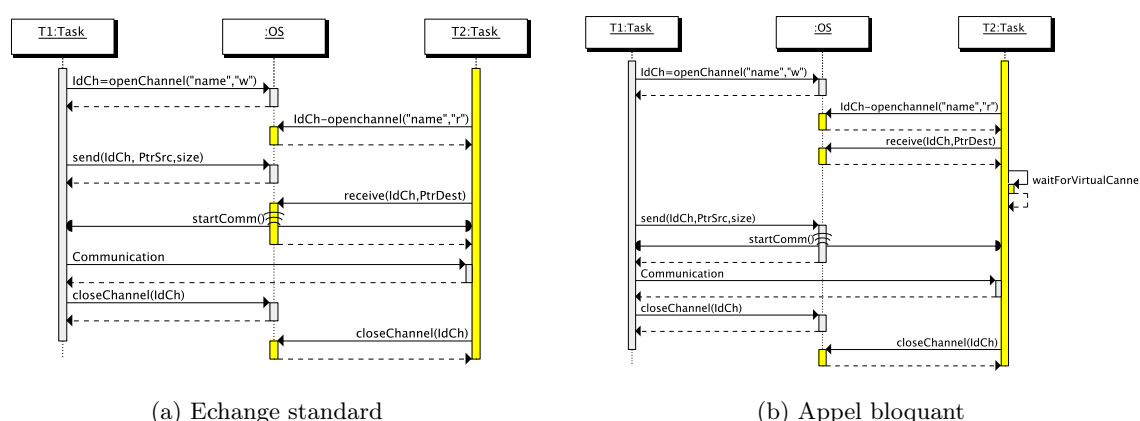 T1:Task
:OS
T2:Task
IdCh=openChannel("name","w")
IdCh-openchannel("name","r")
send(IdCh, PtrSrc,size)
receive(IdCh,PtrDest)
startComm()
Communication
closeChannel(IdCh)
closeChannel(IdCh)
(a) Echange standard
T1:Task
:OS
T2:Task
IdCh=openChannel("name","w")
IdCh-openchannel("name","r")
receive(IdCh,PtrDest)
waitForVirtualCanne
send(IdCh,PtrSrc,size)
startComm()
Communication
closeChannel(IdCh)
closeChannel(IdCh)
(b) Appel bloquant